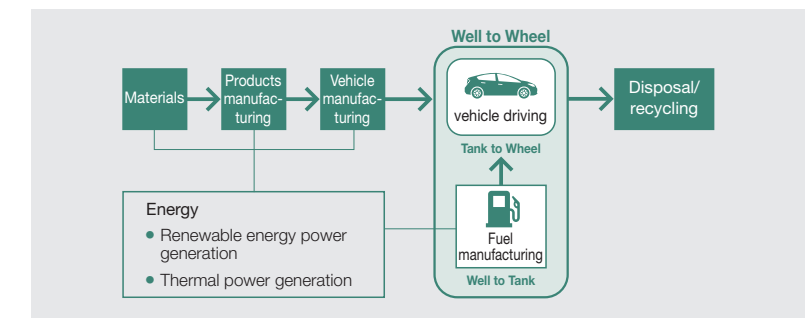 Well to Wheel
Materials
Products
manufac-
turing
Vehicle
manufac-
turing
vehicle driving
Tank to Wheel
Disposal/
recycling
Energy
● Renewable energy power
generation
● Thermal power generation
Fuel
manufacturing
Well to Tank